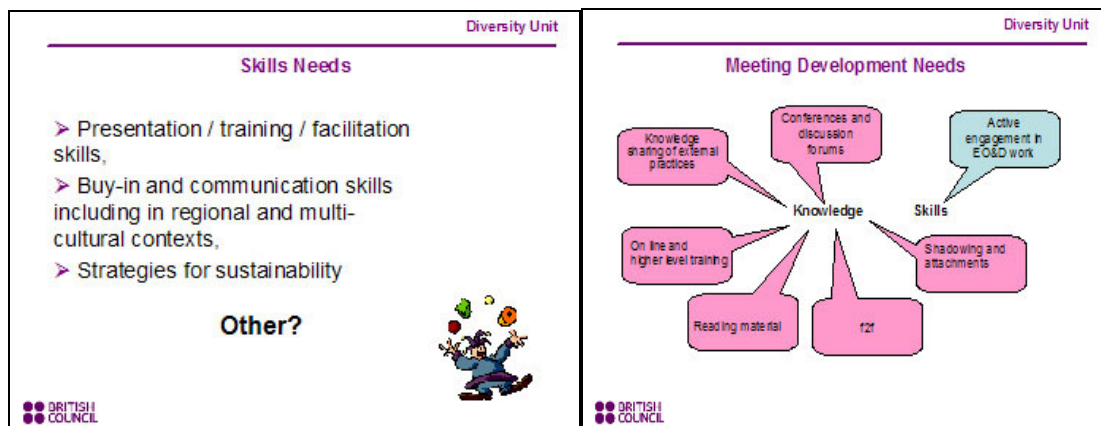 Diversity Unit
Skills Needs
➢ Presentation / training / facilitation
skills,
➢ Buy-in and communication skills
including in regional and multi-
cultural contexts,
➢ Strategies for sustainability
Other?
BRITISH
COUNCIL
Diversity Unit
Meeting Development Needs
Knowledge
sharing of external
practices
Conferences and
discussion
forums
Active
engagement in
EO&D work
Knowledge
Skills
On line and
higher level training
Shadowing and
attachments
Reading material
f2f
BRITISH
COUNCIL